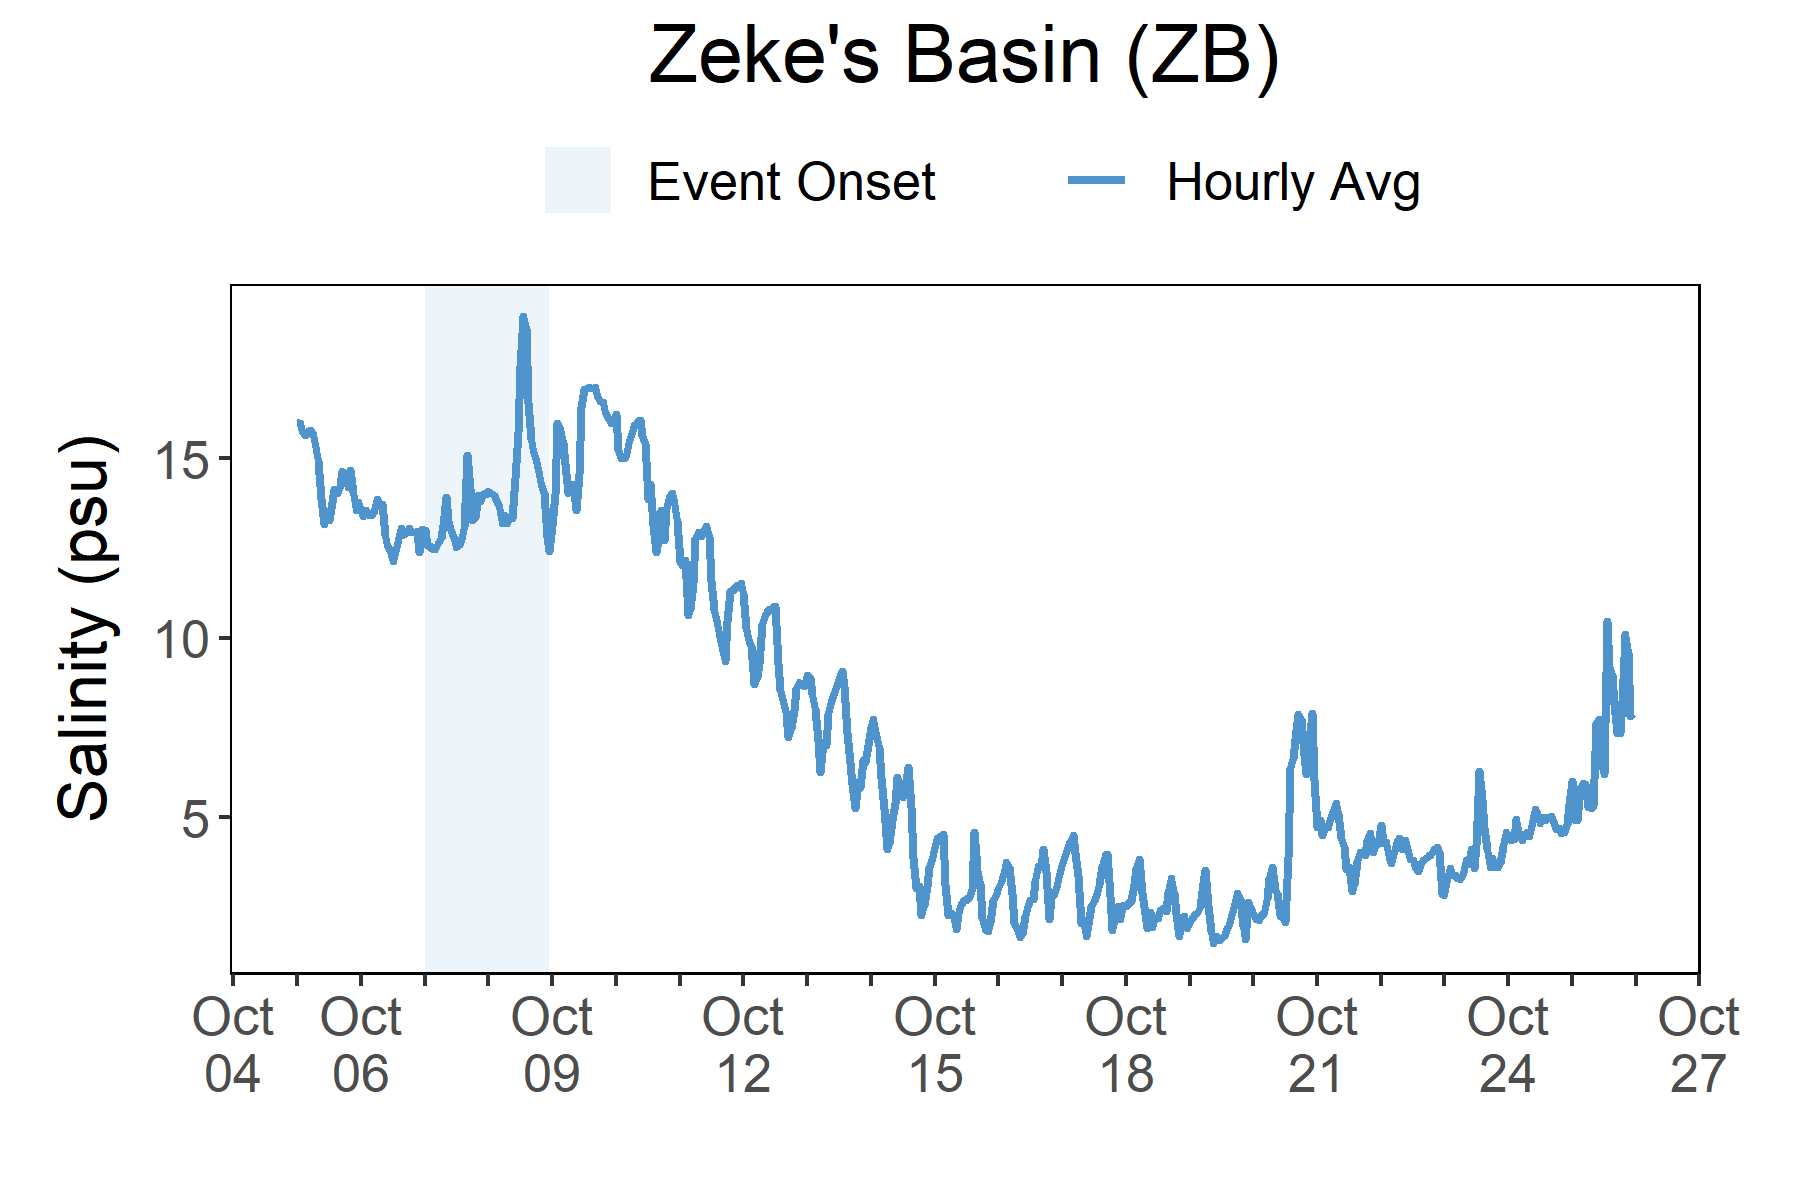 Zeke's Basin (ZB)
Event Onset Hourly Avg
Salinity (psu)
15
10
5
Oct Oct Oct Oct Oct Oct Oct Oct Oct
04 06 09 12 15 18 21 24 27